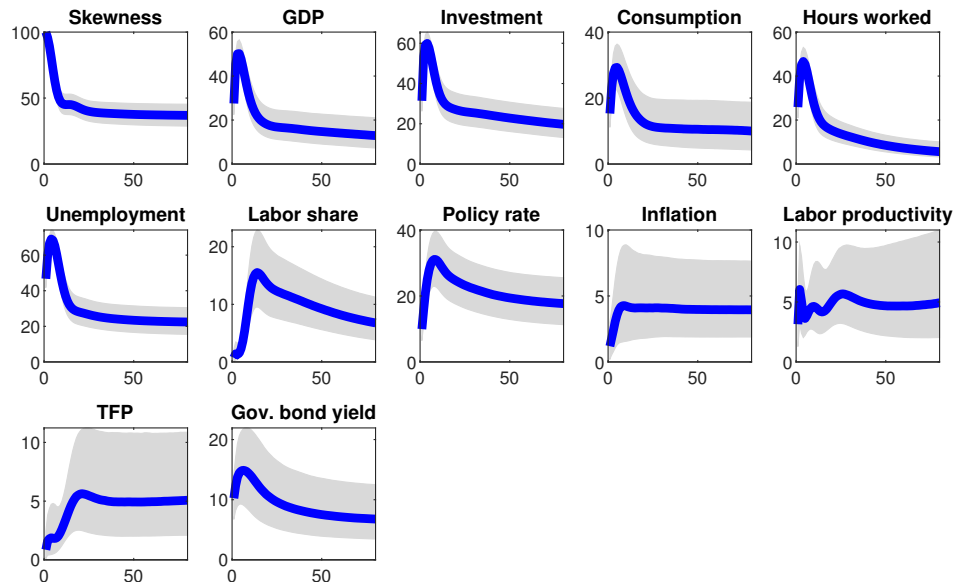 Skewness GDP Investment Consumption Hours worked
100 60 60 40 60
50 40 40 20 40
0 20 20 0 20
0 0 0
0 50 0 50 0 50 0 50 0 50
Unemployment Labor share Policy rate Inflation Labor productivity
60 20 40 10 10
40 10 20 5 5
20 0 0 0 0
0
0 50 0 50 0 50 0 50 0 50
TFP Gov. bond yield
10 20
5 10
0 0
0 50 0 50